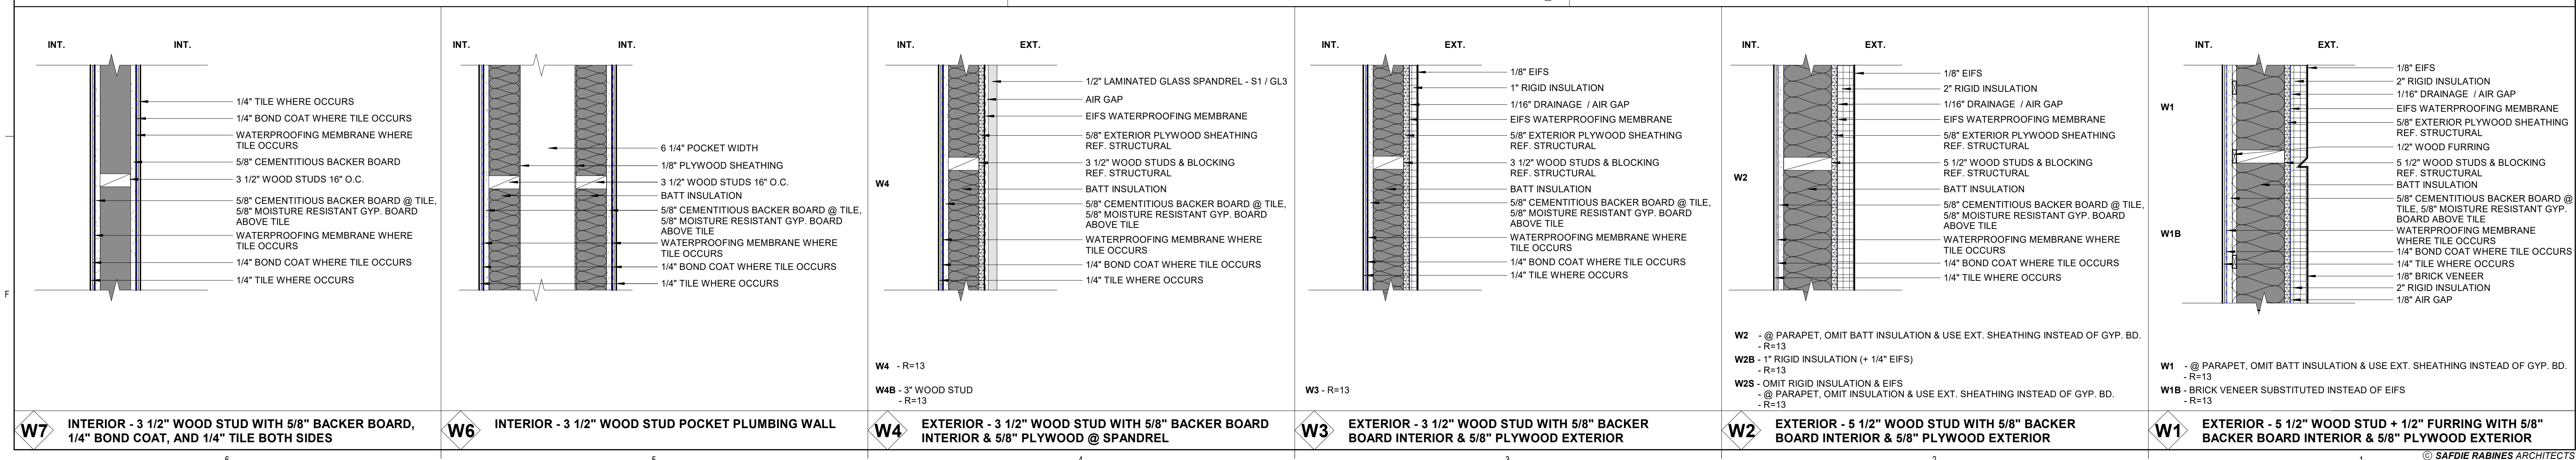 INT.
INT.
1/4" TILE WHERE OCCURS
1/4" BOND COAT WHERE TILE OCCURS
WATERPROOFING MEMBRANE WHERE
TILE OCCURS
5/8" CEMENTITIOUS BACKER BOARD
3 1/2" WOOD STUDS 16" O.C.
5/8" CEMENTITIOUS BACKER BOARD @ TILE,
5/8" MOISTURE RESISTANT GYP. BOARD
ABOVE TILE
WATERPROOFING MEMBRANE WHERE
TILE OCCURS
1/4" BOND COAT WHERE TILE OCCURS
1/4" TILE WHERE OCCURS
F
W7
INTERIOR - 3 1/2" WOOD STUD WITH 5/8" BACKER BOARD,
1/4" BOND COAT, AND 1/4" TILE BOTH SIDES
INT.
INT.
6 1/4" POCKET WIDTH
1/8" PLYWOOD SHEATHING
3 1/2" WOOD STUDS 16" O.C.
BATT INSULATION
5/8" CEMENTITIOUS BACKER BOARD @ TILE,
5/8" MOISTURE RESISTANT GYP. BOARD
ABOVE TILE
WATERPROOFING MEMBRANE WHERE
TILE OCCURS
1/4" BOND COAT WHERE TILE OCCURS
1/4" TILE WHERE OCCURS
W6
INTERIOR - 3 1/2" WOOD STUD POCKET PLUMBING WALL
INT.
EXT.
1/2" LAMINATED GLASS SPANDREL - S1 / GL3
AIR GAP
EIFS WATERPROOFING MEMBRANE
5/8" EXTERIOR PLYWOOD SHEATHING
REF. STRUCTURAL
3 1/2" WOOD STUDS & BLOCKING
REF. STRUCTURAL
W4
BATT INSULATION
5/8" CEMENTITIOUS BACKER BOARD @ TILE,
5/8" MOISTURE RESISTANT GYP. BOARD
ABOVE TILE
WATERPROOFING MEMBRANE WHERE
TILE OCCURS
1/4" BOND COAT WHERE TILE OCCURS
1/4" TILE WHERE OCCURS
W4 - R=13
W4B - 3" WOOD STUD
- R=13
W4
EXTERIOR - 3 1/2" WOOD STUD WITH 5/8" BACKER BOARD
INTERIOR & 5/8" PLYWOOD @ SPANDREL
INT.
EXT.
1/8" EIFS
1" RIGID INSULATION
1/16" DRAINAGE / AIR GAP
EIFS WATERPROOFING MEMBRANE
5/8" EXTERIOR PLYWOOD SHEATHING
REF. STRUCTURAL
3 1/2" WOOD STUDS & BLOCKING
REF. STRUCTURAL
BATT INSULATION
5/8" CEMENTITIOUS BACKER BOARD @ TILE,
5/8" MOISTURE RESISTANT GYP. BOARD
ABOVE TILE
WATERPROOFING MEMBRANE WHERE
TILE OCCURS
1/4" BOND COAT WHERE TILE OCCURS
1/4" TILE WHERE OCCURS
W3 - R=13
W3
EXTERIOR - 3 1/2" WOOD STUD WITH 5/8" BACKER
BOARD INTERIOR & 5/8" PLYWOOD EXTERIOR
INT.
EXT.
1/8" EIFS
2" RIGID INSULATION
1/16" DRAINAGE / AIR GAP
EIFS WATERPROOFING MEMBRANE
5/8" EXTERIOR PLYWOOD SHEATHING
REF. STRUCTURAL
5 1/2" WOOD STUDS & BLOCKING
REF. STRUCTURAL
W2
BATT INSULATION
5/8" CEMENTITIOUS BACKER BOARD @ TILE,
5/8" MOISTURE RESISTANT GYP. BOARD
ABOVE TILE
WATERPROOFING MEMBRANE WHERE
TILE OCCURS
1/4" BOND COAT WHERE TILE OCCURS
1/4" TILE WHERE OCCURS
W2 - @ PARAPET, OMIT BATT INSULATION & USE EXT. SHEATHING INSTEAD OF GYP. BD.
- R=13
W2B - 1" RIGID INSULATION (+ 1/4" EIFS)
- R=13
W2S - OMIT RIGID INSULATION & EIFS
- @ PARAPET, OMIT INSULATION & USE EXT. SHEATHING INSTEAD OF GYP. BD.
- R=13
W2
EXTERIOR - 5 1/2" WOOD STUD WITH 5/8" BACKER
BOARD INTERIOR & 5/8" PLYWOOD EXTERIOR
INT.
EXT.
1/8" EIFS
2" RIGID INSULATION
1/16" DRAINAGE / AIR GAP
W1
EIFS WATERPROOFING MEMBRANE
5/8" EXTERIOR PLYWOOD SHEATHING
REF. STRUCTURAL
1/2" WOOD FURRING
5 1/2" WOOD STUDS & BLOCKING
REF. STRUCTURAL
BATT INSULATION
5/8" CEMENTITIOUS BACKER BOARD @
TILE, 5/8" MOISTURE RESISTANT GYP.
BOARD ABOVE TILE
W1B
WATERPROOFING MEMBRANE
WHERE TILE OCCURS
1/4" BOND COAT WHERE TILE OCCURS
1/4" TILE WHERE OCCURS
1/8" BRICK VENEER
2" RIGID INSULATION
1/8" AIR GAP
W1 - @ PARAPET, OMIT BATT INSULATION & USE EXT. SHEATHING INSTEAD OF GYP. BD.
- R=13
W1B - BRICK VENEER SUBSTITUTED INSTEAD OF EIFS
- R=13
W1
EXTERIOR - 5 1/2" WOOD STUD + 1/2" FURRING WITH 5/8"
BACKER BOARD INTERIOR & 5/8" PLYWOOD EXTERIOR
© SAFDIE RABINES ARCHITECTS